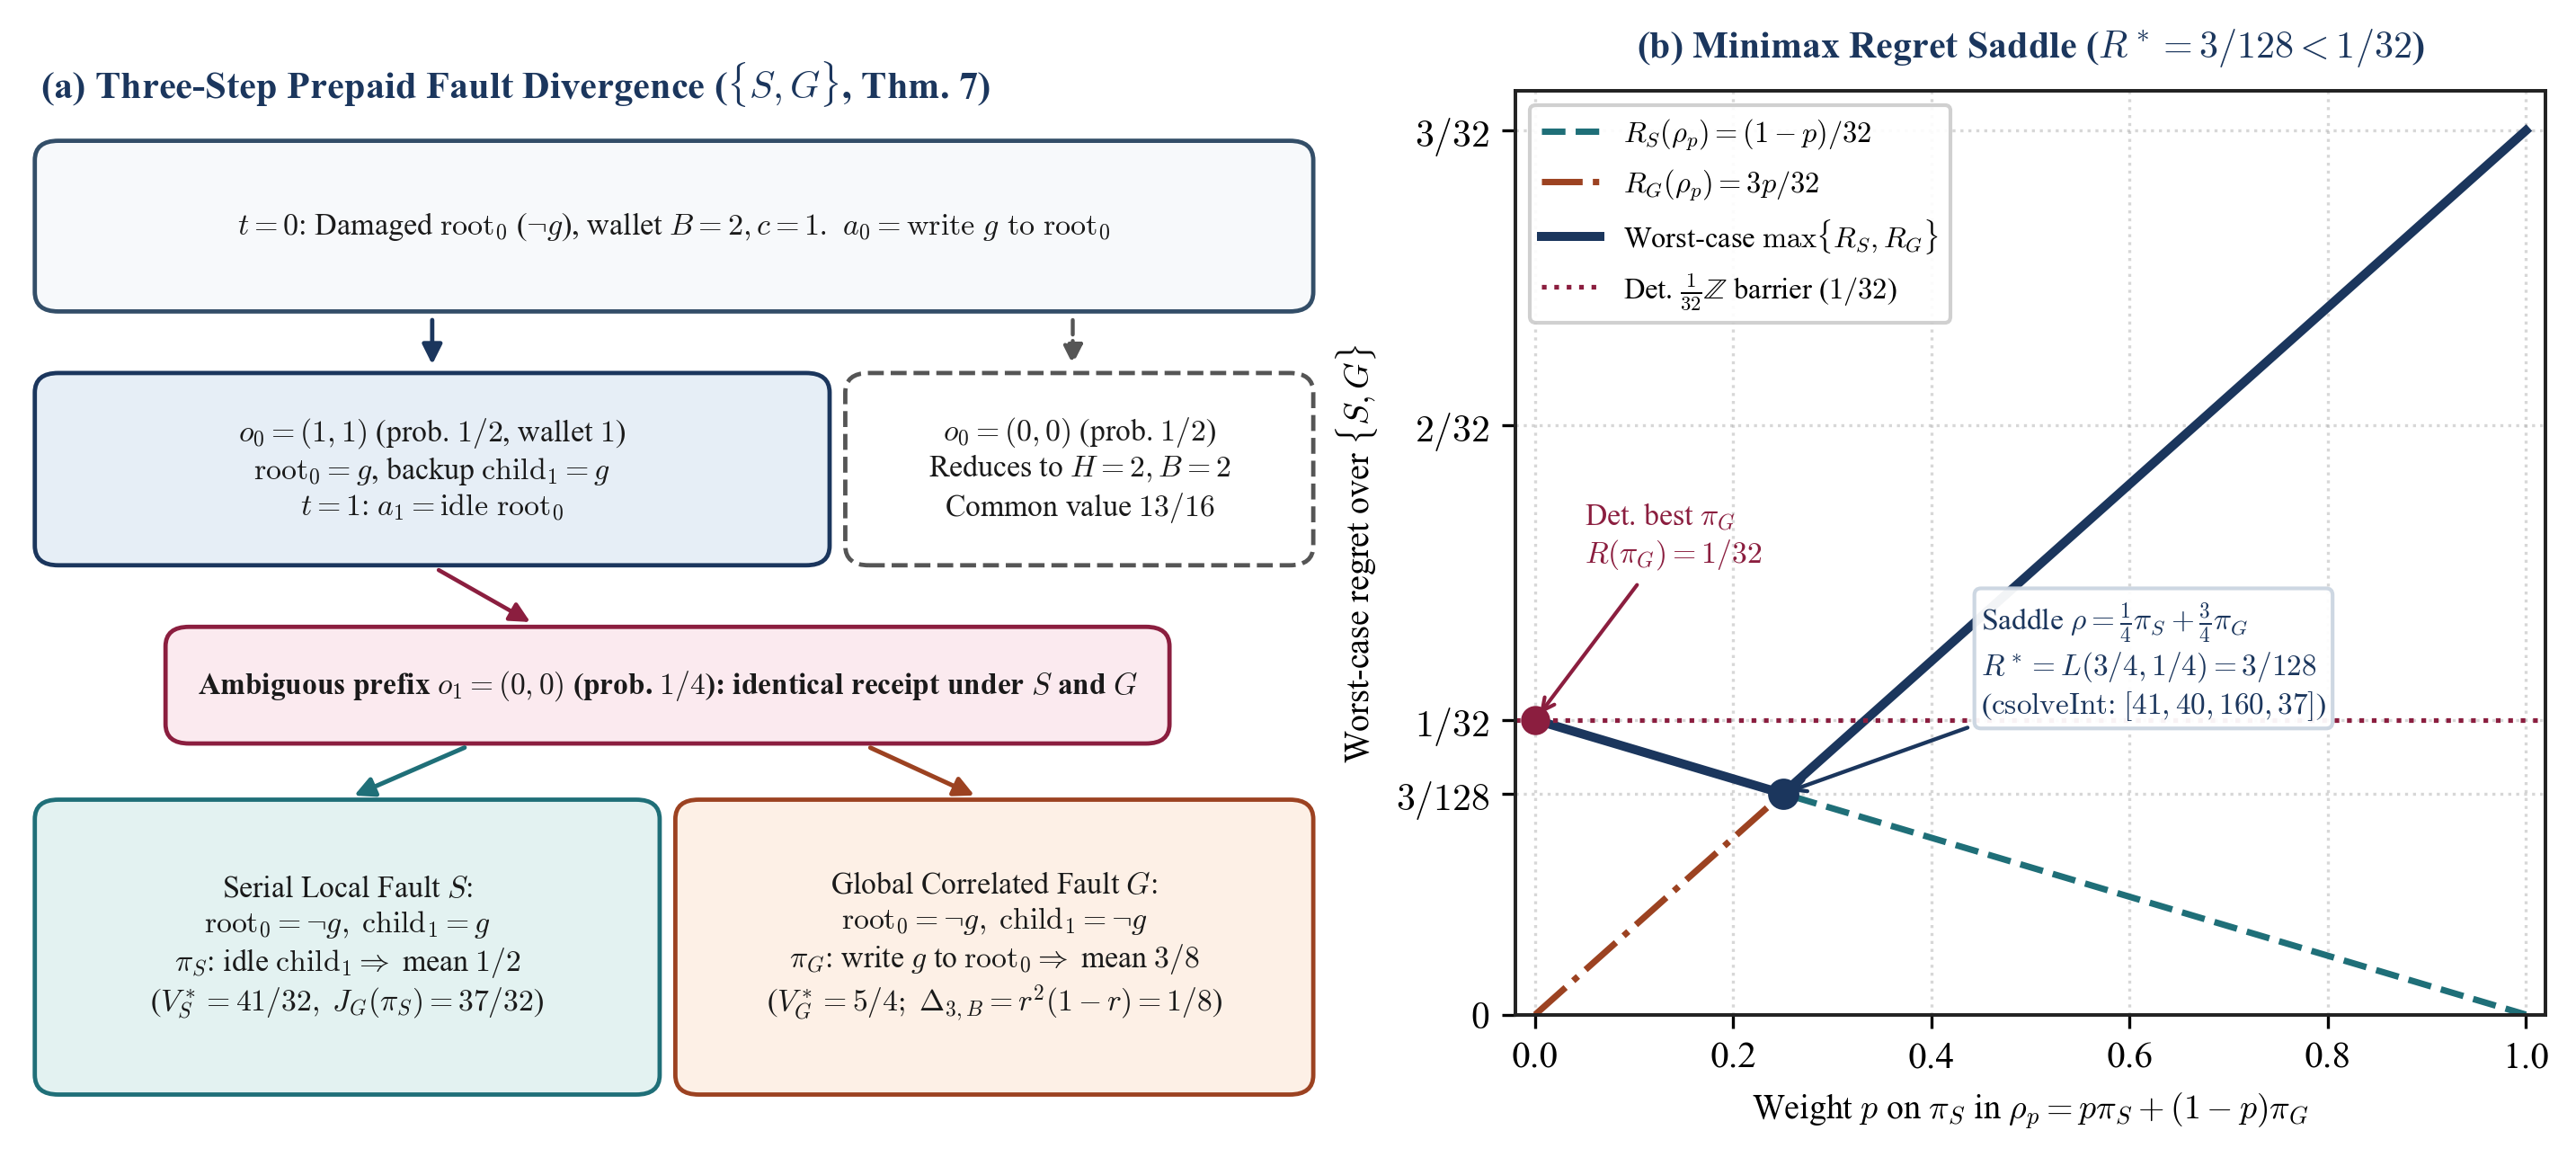 (a) Three-Step Prepaid Fault Divergence ({S, G}, Thm. 7)
t = 0: Damaged root₀ (¬g), wallet B = 2, c = 1. a₀ = write g to root₀
o₀ = (1, 1) (prob. 1/2, wallet 1)
root₀ = g, backup child₁ = g
t = 1: a₁ = idle root₀
o₀ = (0, 0) (prob. 1/2)
Reduces to H = 2, B = 2
Common value 13/16
Ambiguous prefix o₁ = (0, 0) (prob. 1/4): identical receipt under S and G
Serial Local Fault S:
root₀ = ¬g, child₁ = g
π_S: idle child₁ ⇒ mean 1/2
(V*_S = 41/32, J_G(π_S) = 37/32)
Global Correlated Fault G:
root₀ = ¬g, child₁ = ¬g
π_G: write g to root₀ ⇒ mean 3/8
(V*_G = 5/4; Δ_{3,B} = r²(1 − r) = 1/8)
(b) Minimax Regret Saddle (R* = 3/128 < 1/32)
R_S(ρ_p) = (1 − p)/32
R_G(ρ_p) = 3p/32
Worst-case max{R_S, R_G}
Det. 1/32 ℤ barrier (1/32)
Det. best π_G
R(π_G) = 1/32
Saddle ρ = 1/4 π_S + 3/4 π_G
R* = L(3/4, 1/4) = 3/128
(csolveInt: [41, 40, 160, 37])
Worst-case regret over {S, G}
3/32
2/32
1/32
3/128
0
0.0 0.2 0.4 0.6 0.8 1.0
Weight p on π_S in ρ_p = pπ_S + (1 − p)π_G